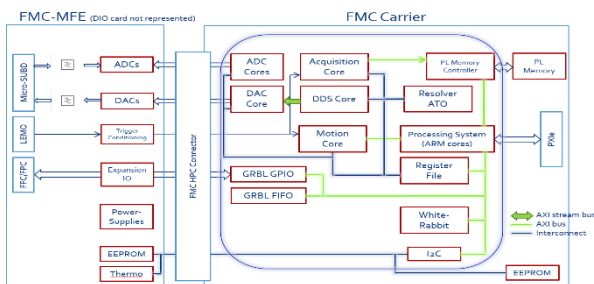 FMC-MFE (DIO card not represented)
FMC Carrier
Micro-SUBD
ADCs
DACs
LEMO
Trigger
Conditioning
FFC/FPC
Expansion
IO
Power-
Supplies
EEPROM
Thermo
FMC HPC Connector
ADC
Cores
Acquisition
Core
PL Memory
Controller
PL
Memory
DAC
Core
DDS Core
Resolver
ATO
Motion
Core
Processing System
(ARM cores)
PXIe
GRBL GPIO
Register
File
GRBL FIFO
White-
Rabbit
I2C
AXI stream bus
AXI bus
Interconnect
EEPROM